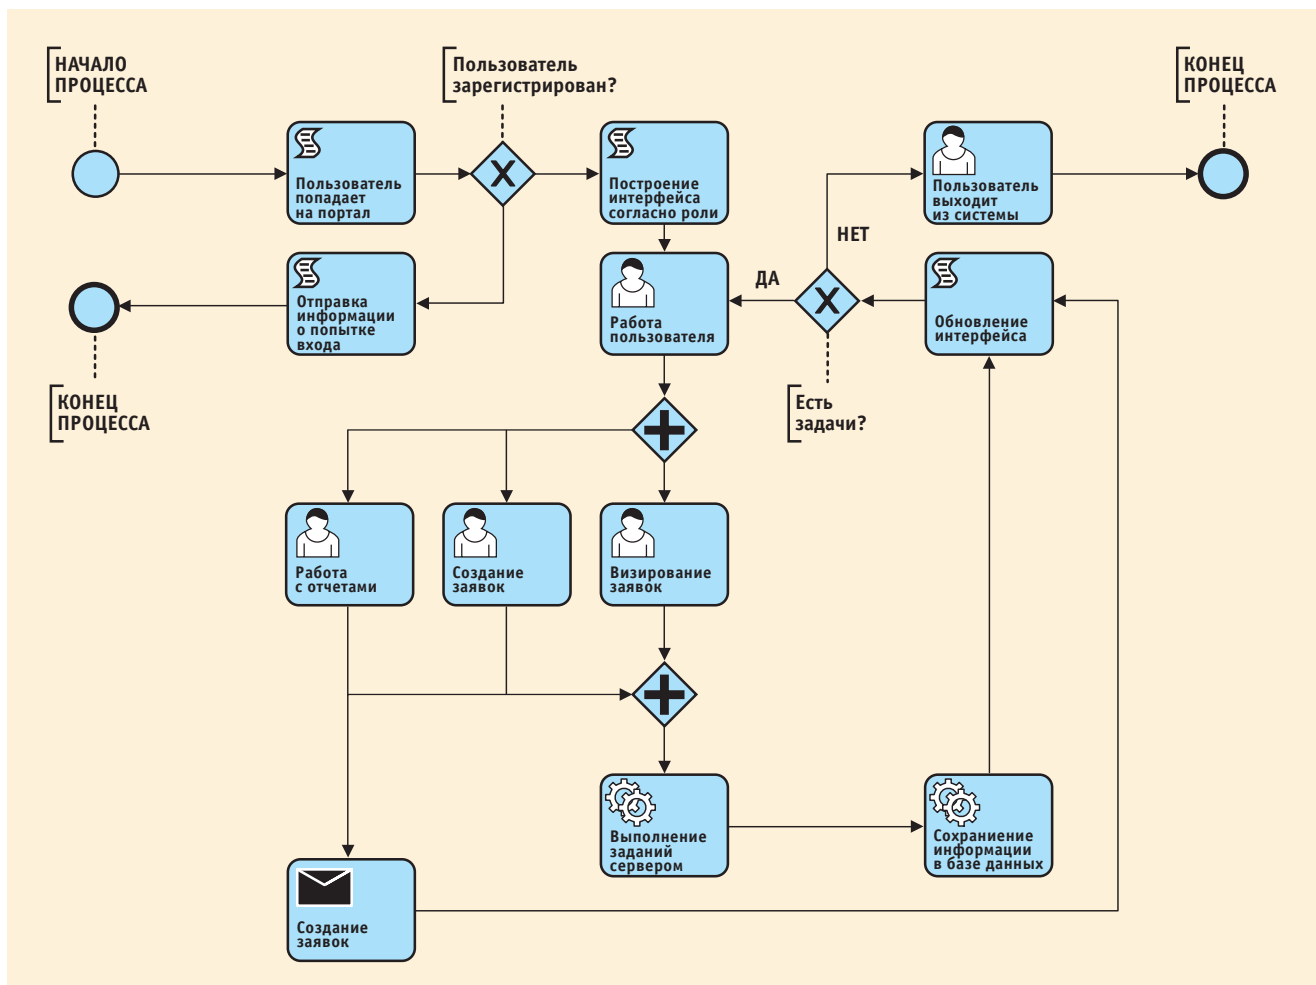 НАЧАЛО
ПРОЦЕССА
Пользователь
зарегистрирован?
КОНЕЦ
ПРОЦЕССА
Пользователь
попадает
на портал
X
Построение
интерфейса
согласно роли
Пользователь
выходит
из системы
НЕТ
Отправка
информации
о попытке
входа
Работа
пользователя
ДА
X
Обновление
интерфейса
КОНЕЦ
ПРОЦЕССА
Есть
задачи?
Работа
с отчетами
Создание
заявок
Визирование
заявок
Выполнение
заданий
сервером
Сохраниение
информации
в базе данных
Создание
заявок